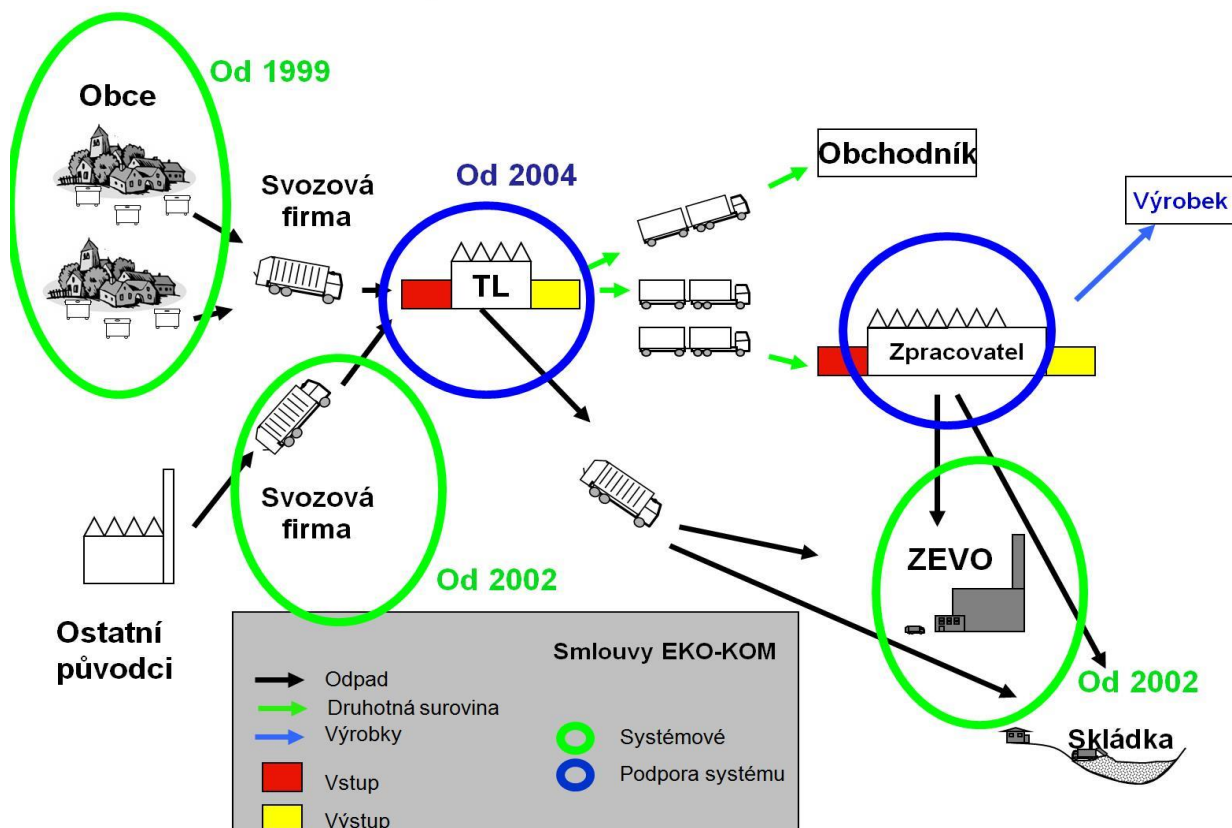 Od 1999
Obce
Svozová
firma
Od 2004
Obchodník
Výrobek
TL
Zpracovatel
Svozová
firma
ZEVO
Od 2002
Ostatní
původci
Od 2002
Skládka
Smlouvy EKO-KOM
Odpad
Druhotná surovina
Výrobky
Systémové
Vstup
Podpora systému
Výstup